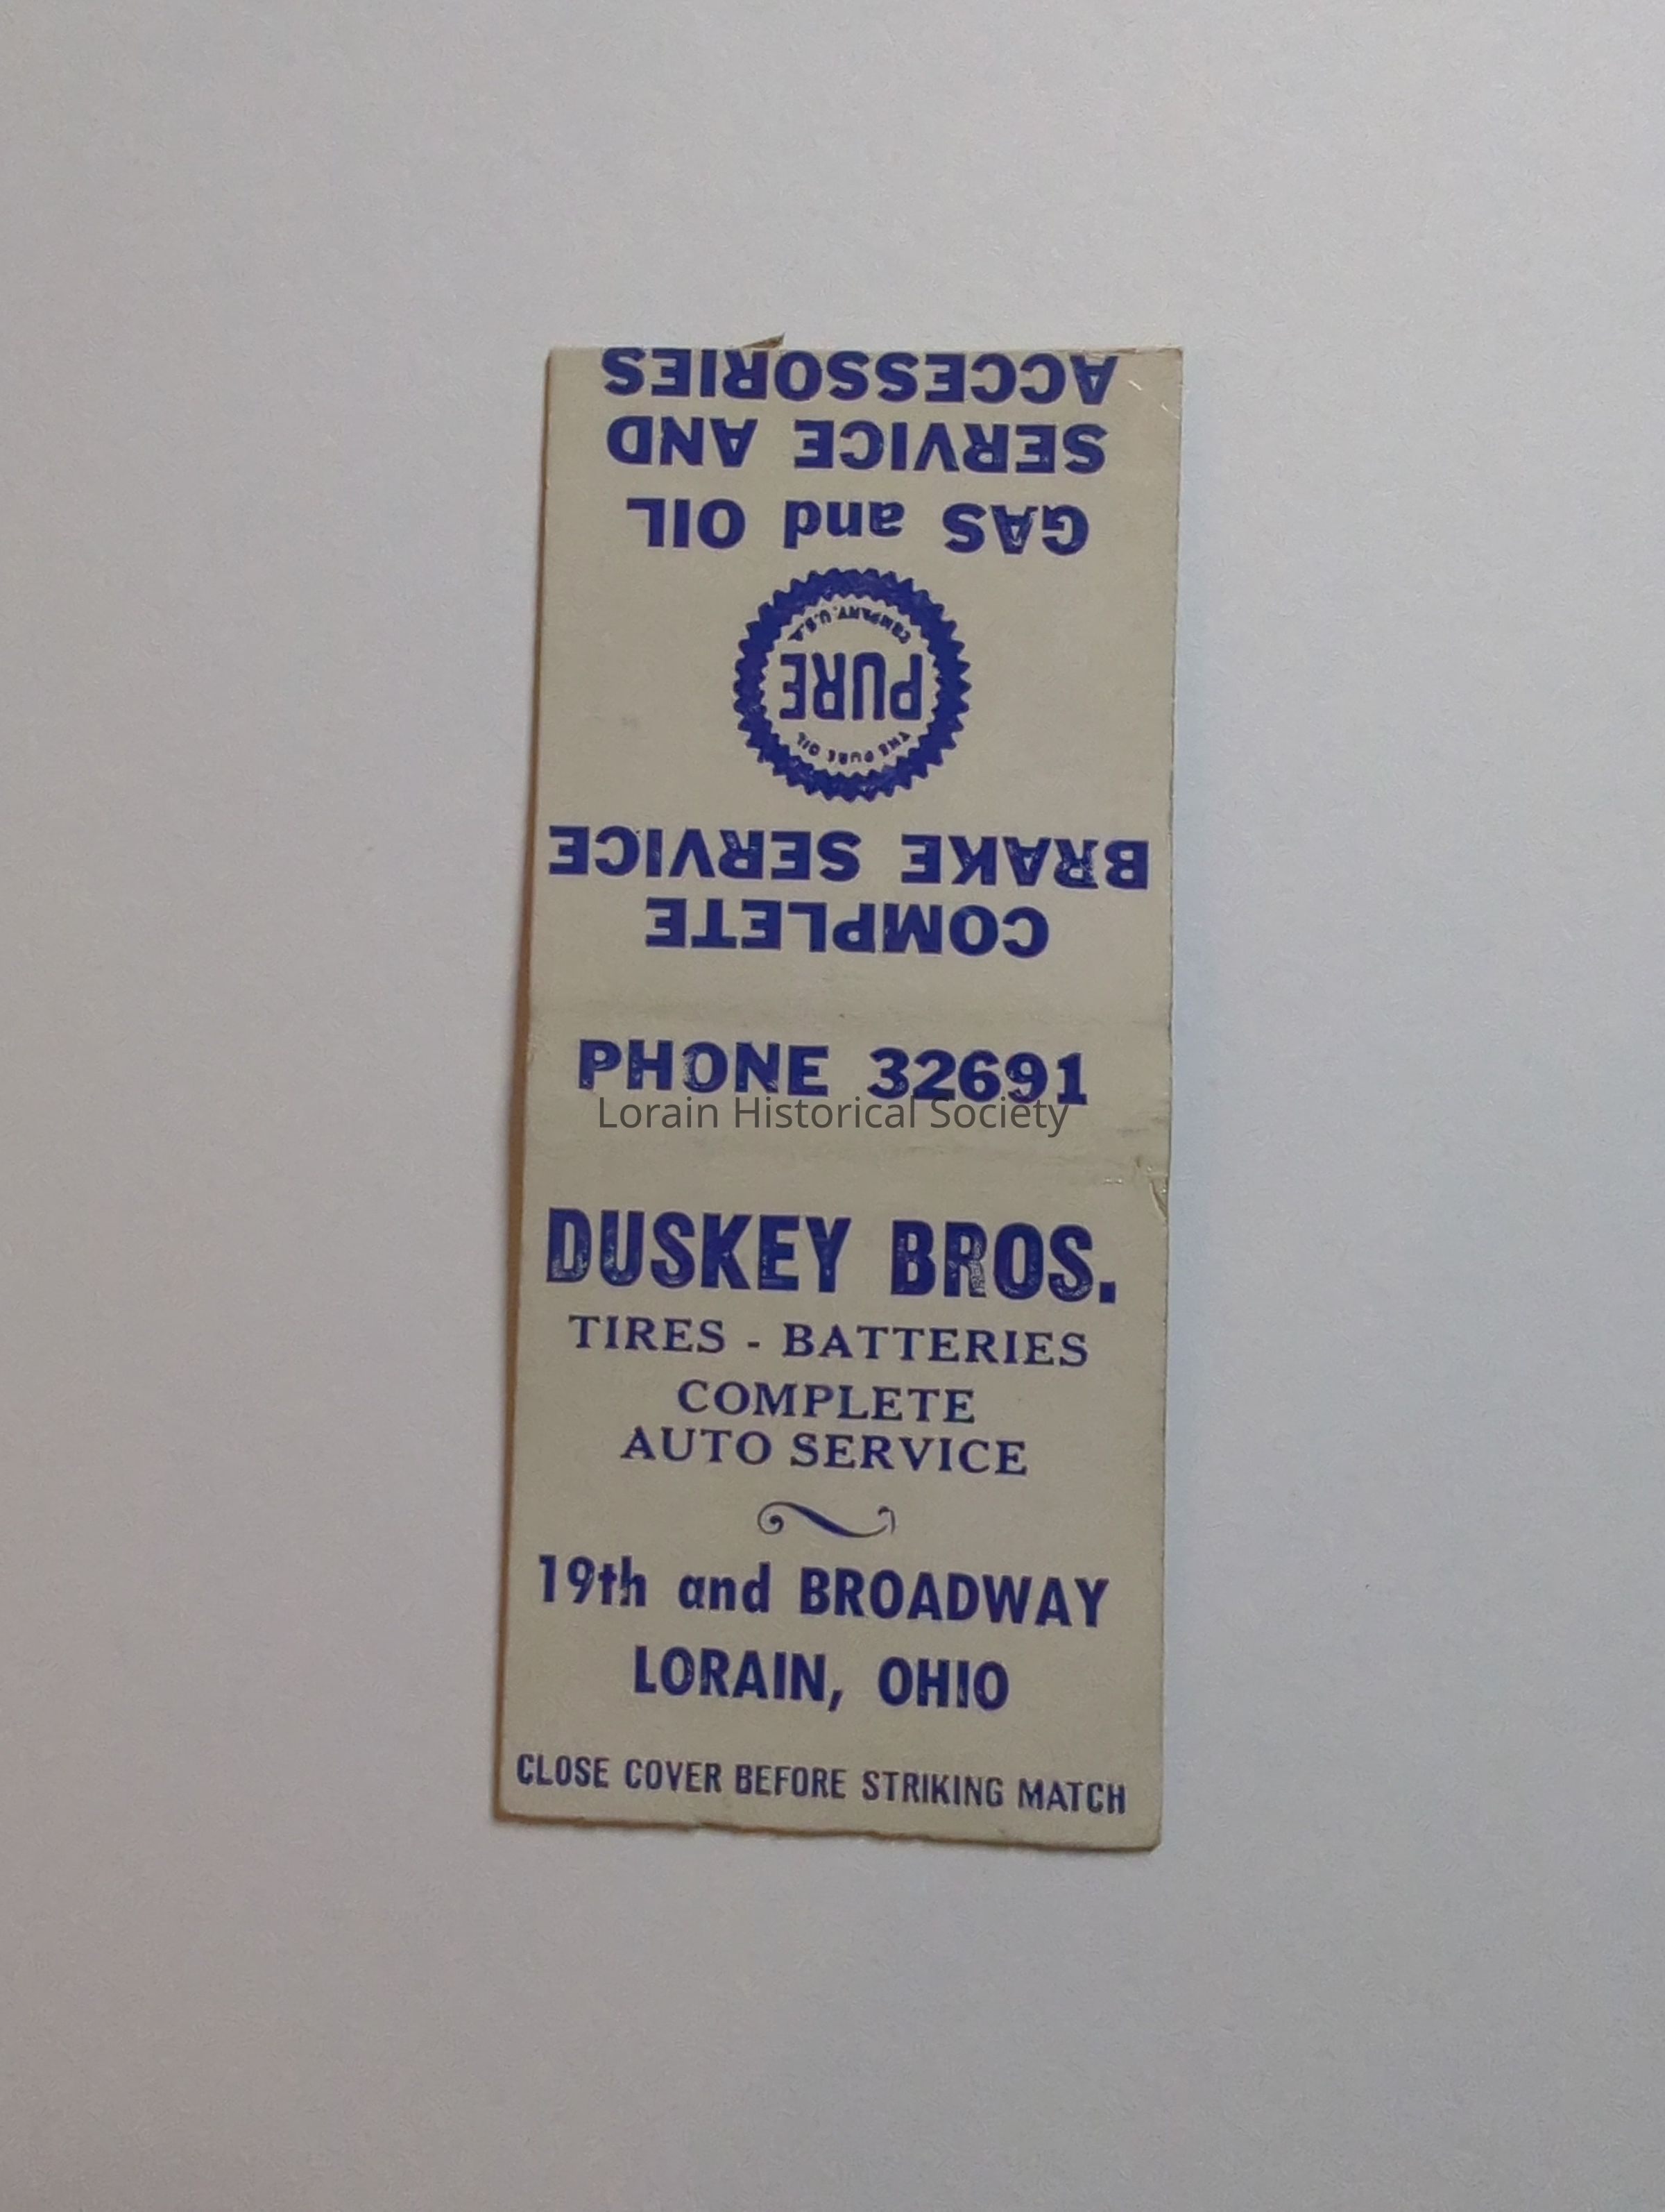 COMPLETE
BRAKE SERVICE
THE PURE OIL
PURE
COMPANY, U.S.A.
GAS and OIL
SERVICE AND
ACCESSORIES
PHONE 32691
Lorain Historical Society
DUSKEY BROS.
TIRES - BATTERIES
COMPLETE
AUTO SERVICE
19th and BROADWAY
LORAIN, OHIO
CLOSE COVER BEFORE STRIKING MATCH